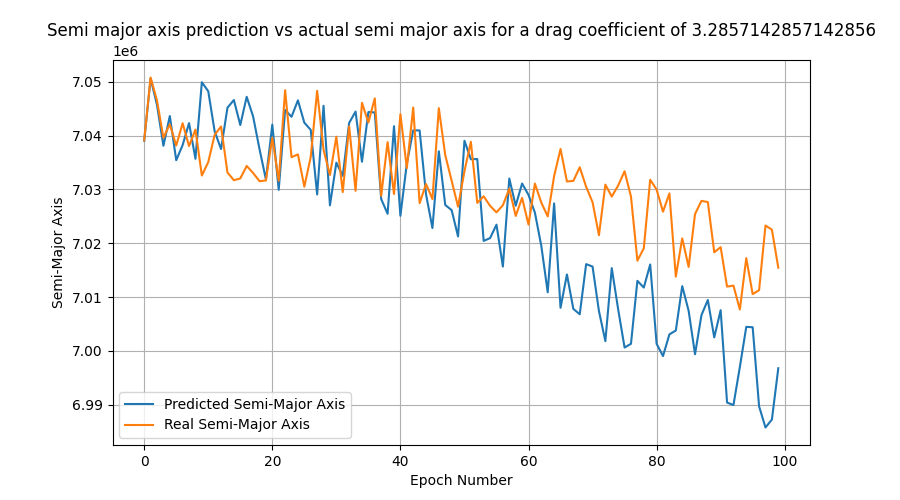 Semi major axis prediction vs actual semi major axis for a drag coefficient of 3.2857142857142856
1e6
7.05
7.04
7.03
7.02
7.01
7.00
6.99
Semi-Major Axis
Predicted Semi-Major Axis
Real Semi-Major Axis
0 20 40 60 80 100
Epoch Number